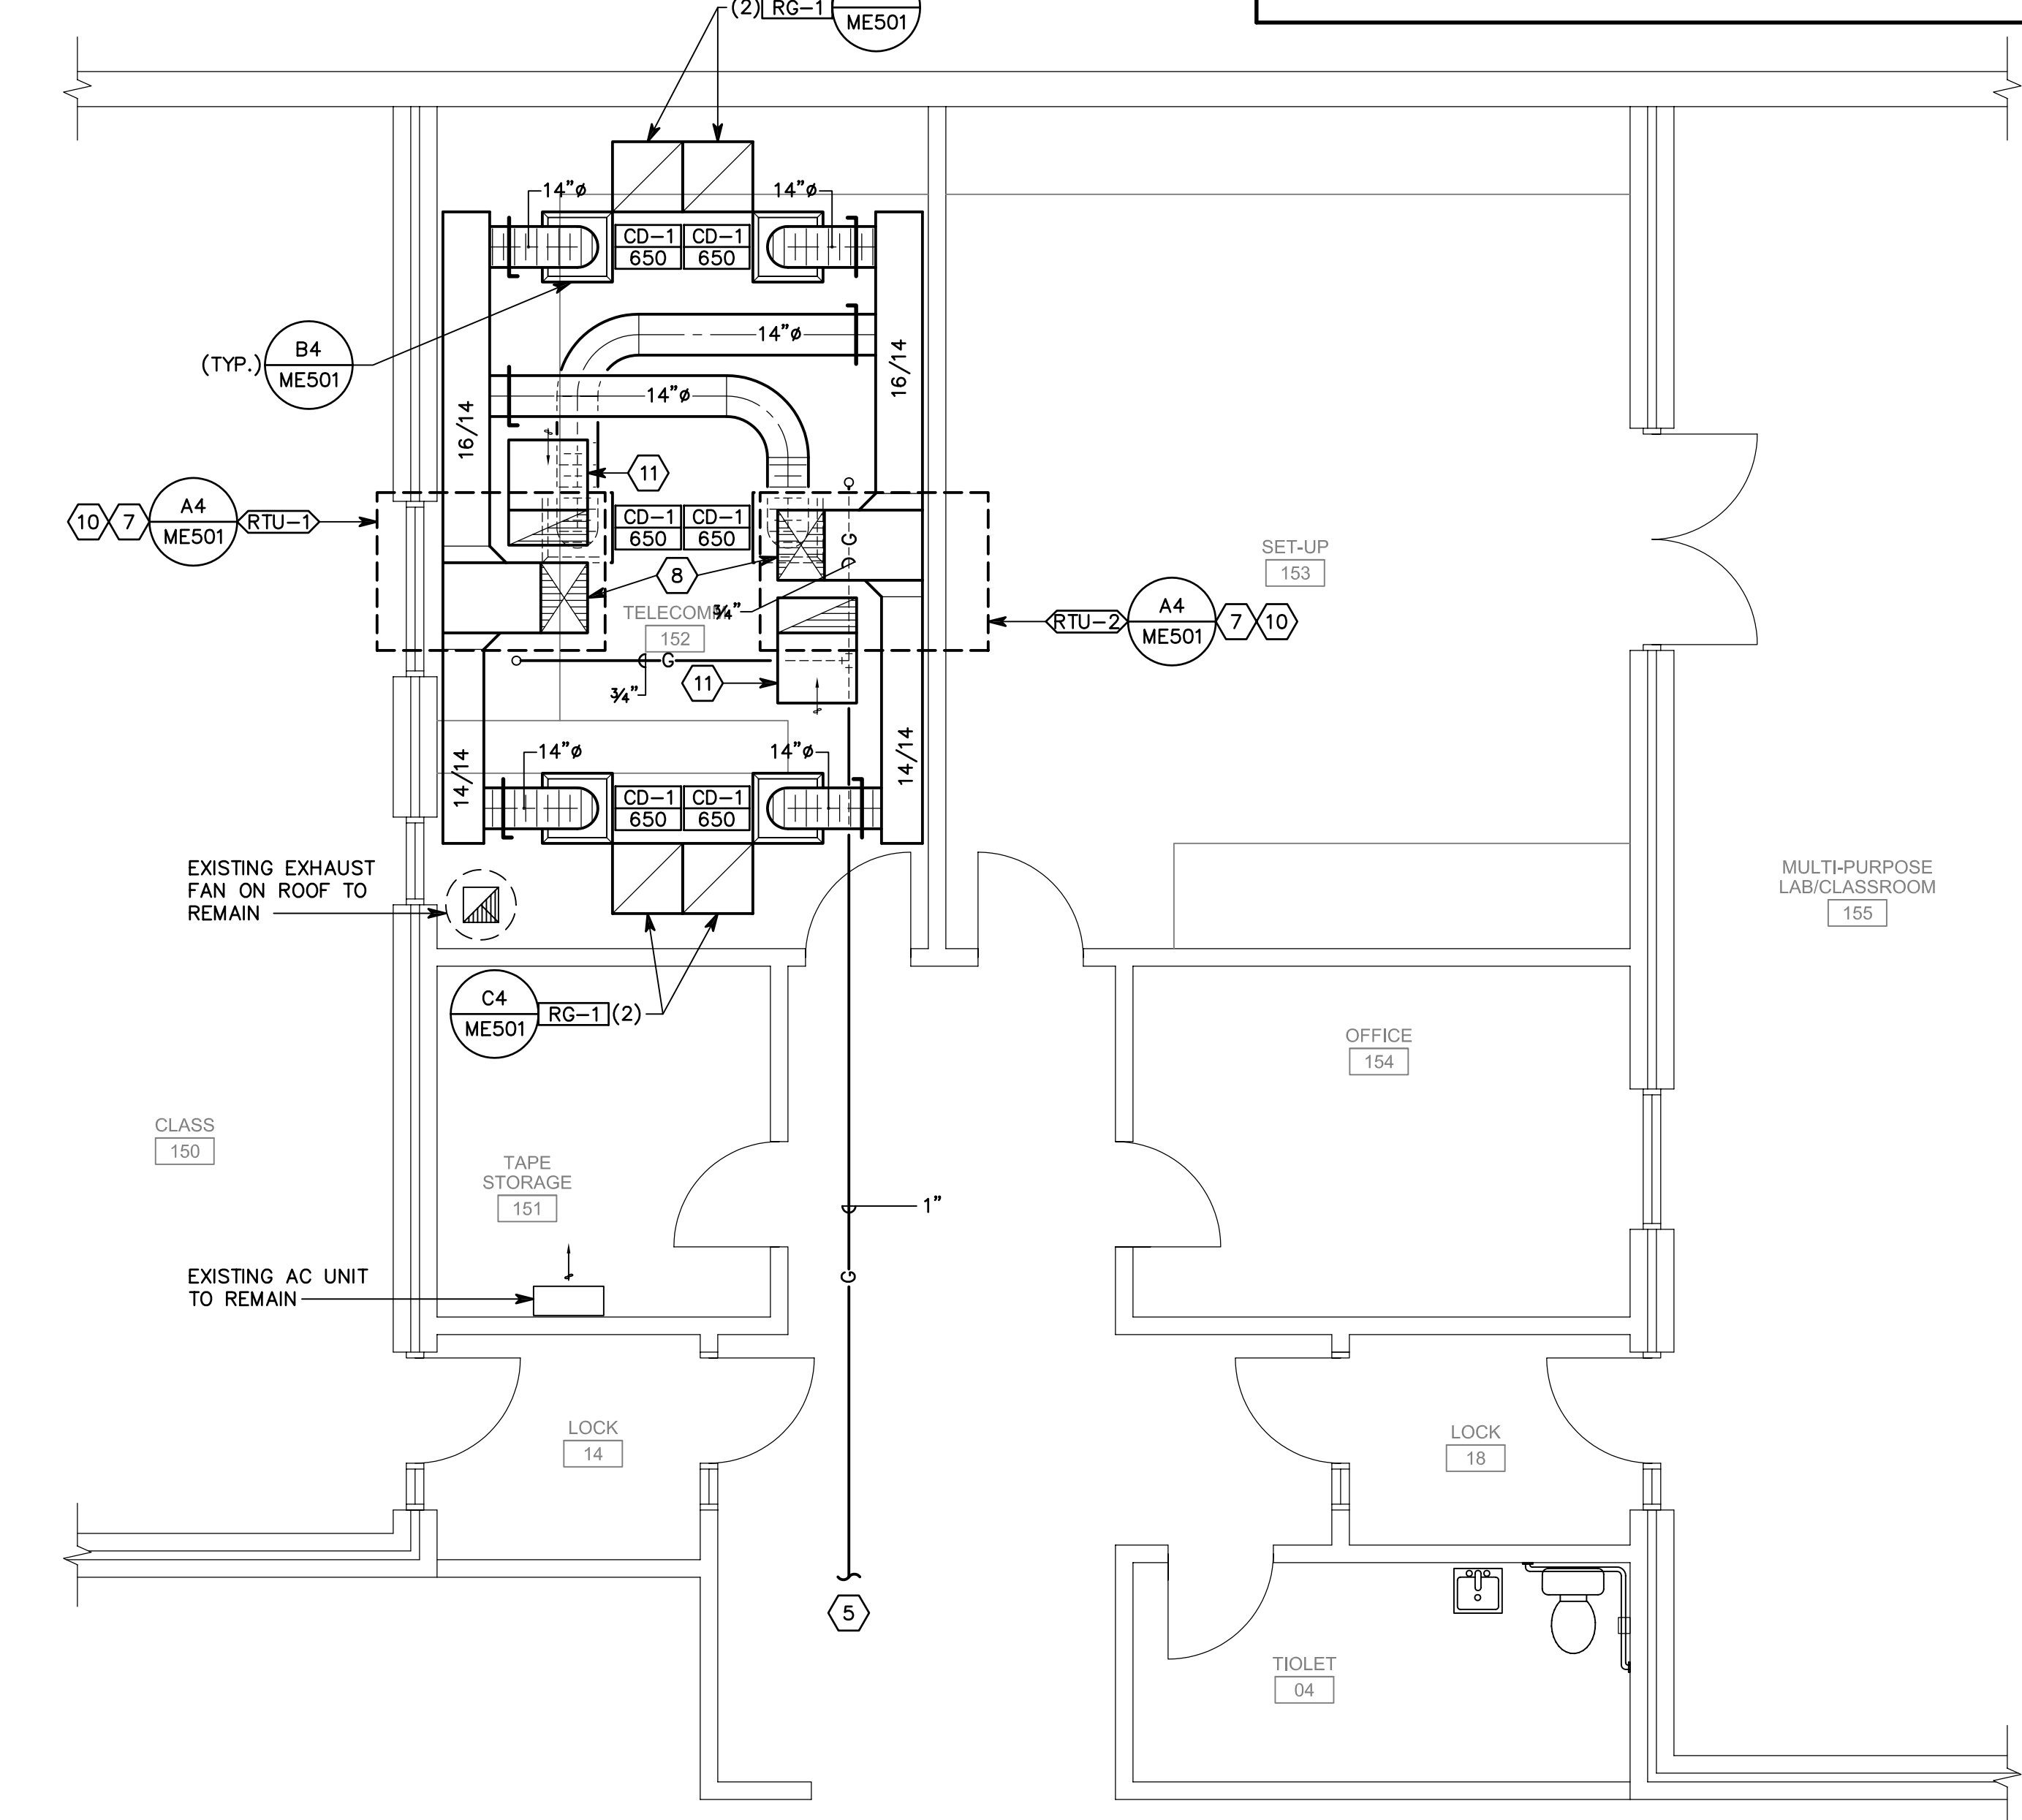 (2) RG-1
ME501
14"ø
14"ø
CD-1 CD-1
650 650
14"ø
B4
(TYP.)
ME501
16/14
14"ø
16/14
11
10 7 A4 RTU-1
ME501
CD-1 CD-1
650 650
G
SET-UP
153
8
TELECOMM
3/4"
152
RTU-2 A4 7 10
ME501
G
3/4"
11
14/14
14"ø
14"ø
14/14
CD-1 CD-1
650 650
EXISTING EXHAUST
FAN ON ROOF TO
REMAIN
MULTI-PURPOSE
LAB/CLASSROOM
155
C4
RG-1 (2)
ME501
OFFICE
154
CLASS
150
TAPE
STORAGE
151
1"
G
EXISTING AC UNIT
TO REMAIN
LOCK
14
LOCK
18
5
TIOLET
04